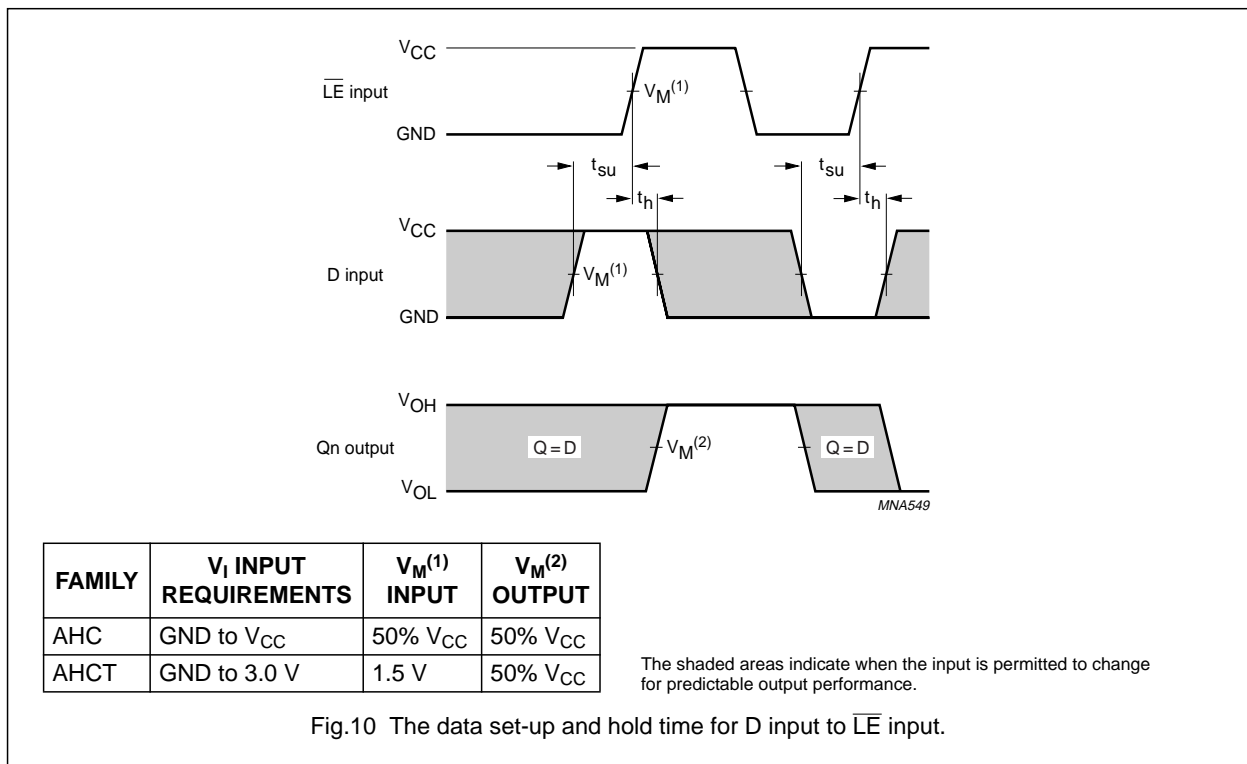 VCC
LE input
VM(1)
GND
tsu
tsu
th
th
VCC
D input
VM(1)
GND
VOH
Qn output
Q = D
VM(2)
Q = D
VOL
MNA549
FAMILY
VI INPUT
REQUIREMENTS
VM(1)
INPUT
VM(2)
OUTPUT
AHC
GND to VCC
50% VCC
50% VCC
AHCT
GND to 3.0 V
1.5 V
50% VCC
The shaded areas indicate when the input is permitted to change
for predictable output performance.
Fig.10 The data set-up and hold time for D input to LE input.